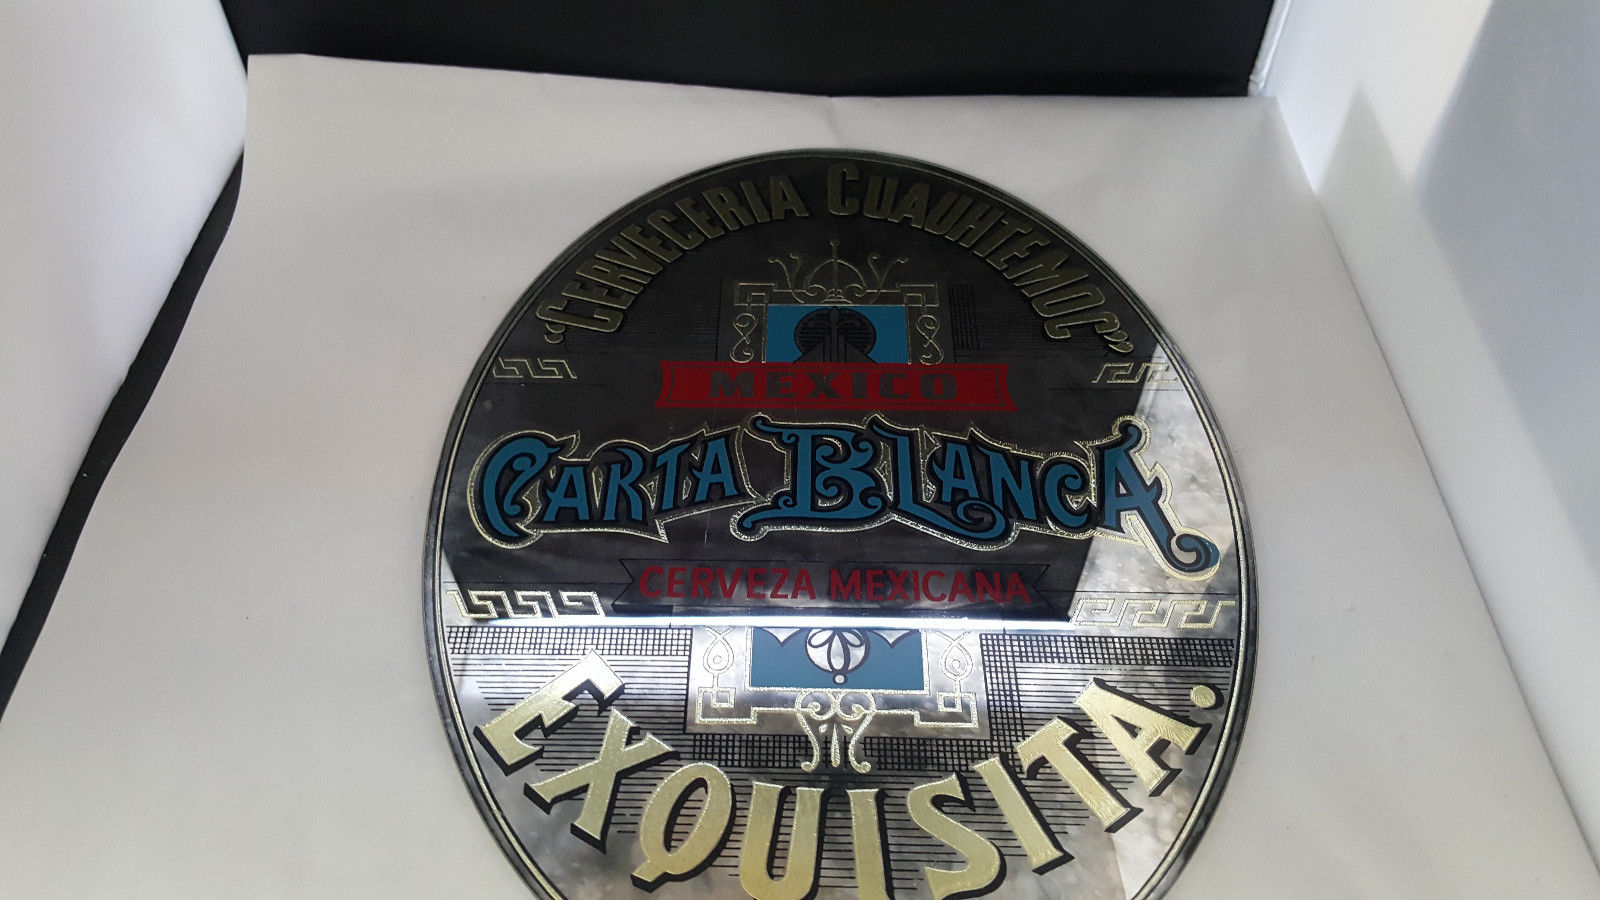 "CERVECERIA CUAUHTEMOC"
MEXICO
CARTA BLANCA
CERVEZA MEXICANA
EXQUISITA.